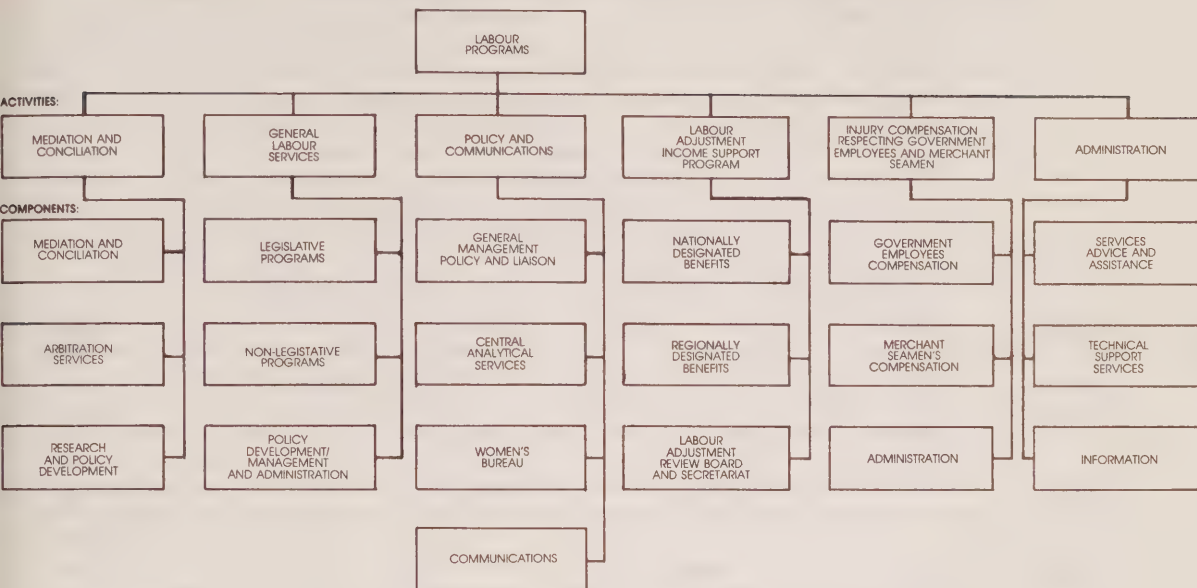 LABOUR
PROGRAMS
ACTIVITIES:
MEDIATION AND
CONCILIATION
GENERAL
LABOUR
SERVICES
POLICY AND
COMMUNICATIONS
LABOUR
ADJUSTMENT
INCOME SUPPORT
PROGRAM
INJURY COMPENSATION
RESPECTING GOVERNMENT
EMPLOYEES AND MERCHANT
SEAMEN
ADMINISTRATION
COMPONENTS:
MEDIATION AND
CONCILIATION
LEGISLATIVE
PROGRAMS
GENERAL
MANAGEMENT
POLICY AND LIAISON
NATIONALLY
DESIGNATED
BENEFITS
GOVERNMENT
EMPLOYEES
COMPENSATION
SERVICES
ADVICE AND
ASSISTANCE
ARBITRATION
SERVICES
NON-LEGISTATIVE
PROGRAMS
CENTRAL
ANALYTICAL
SERVICES
REGIONALLY
DESIGNATED
BENEFITS
MERCHANT
SEAMEN'S
COMPENSATION
TECHNICAL
SUPPORT
SERVICES
RESEARCH
AND POLICY
DEVELOPMENT
POLICY
DEVELOPMENT/
MANAGEMENT
AND ADMINISTRATION
WOMEN'S
BUREAU
LABOUR
ADJUSTMENT
REVIEW BOARD
AND SECRETARIAT
ADMINISTRATION
INFORMATION
COMMUNICATIONS